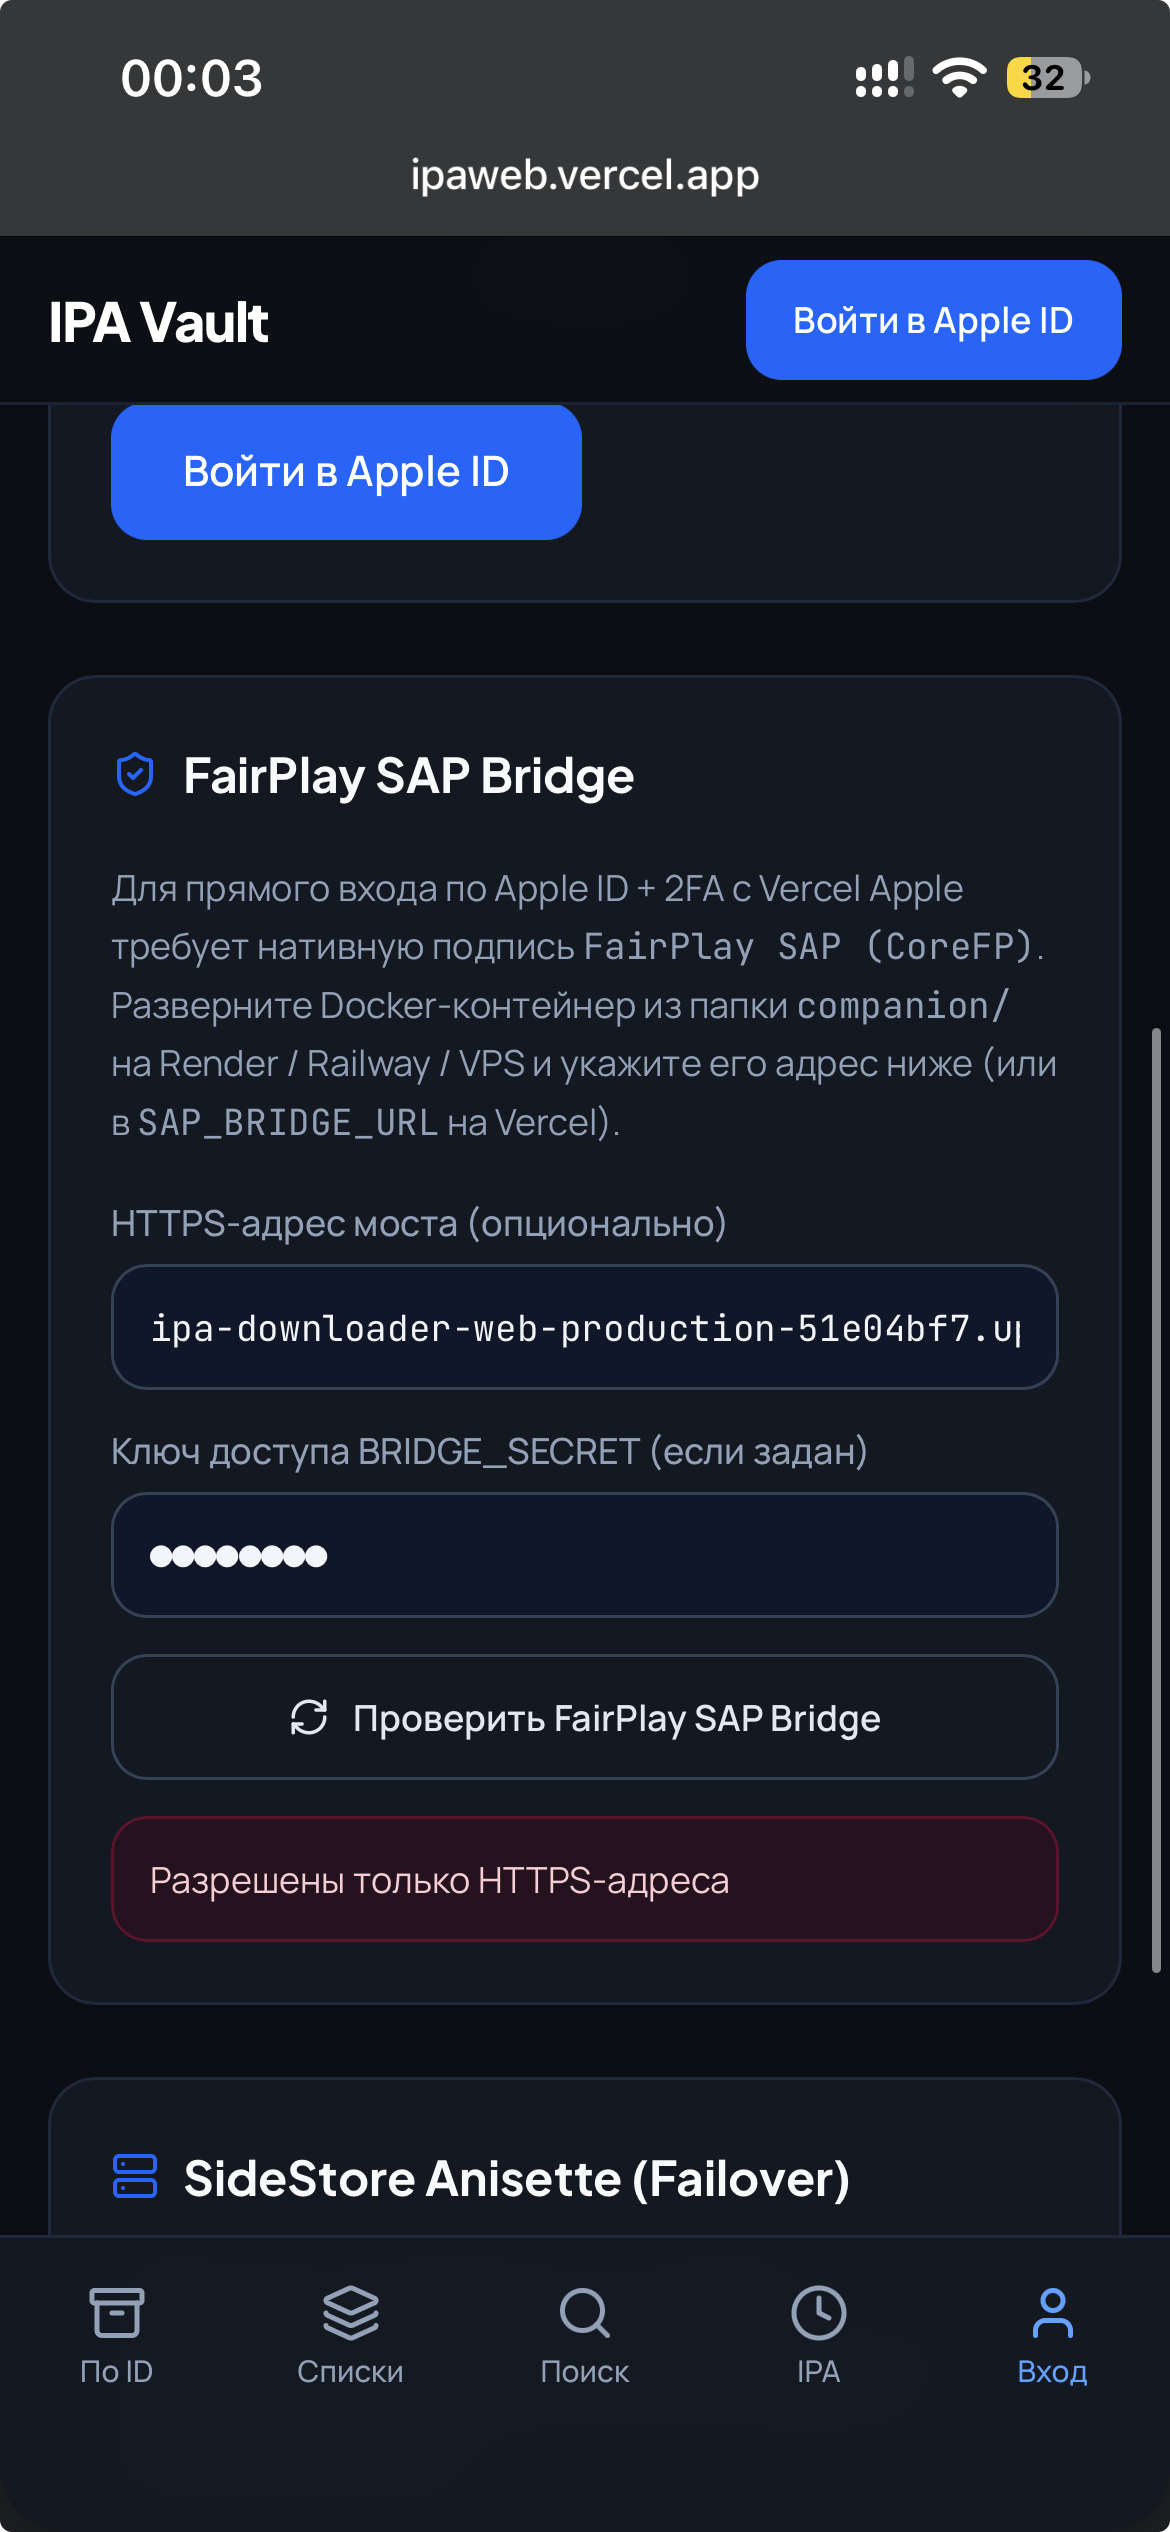 00:03
32
ipaweb.vercel.app
IPA Vault
Войти в Apple ID
Войти в Apple ID
FairPlay SAP Bridge
Для прямого входа по Apple ID + 2FA с Vercel Apple
требует нативную подпись FairPlay SAP (CoreFP).
Разверните Docker-контейнер из папки companion/
на Render / Railway / VPS и укажите его адрес ниже (или
в SAP_BRIDGE_URL на Vercel).
HTTPS-адрес моста (опционально)
ipa-downloader-web-production-51e04bf7.up
Ключ доступа BRIDGE_SECRET (если задан)
Проверить FairPlay SAP Bridge
Разрешены только HTTPS-адреса
SideStore Anisette (Failover)
По ID
Списки
Поиск
IPA
Вход